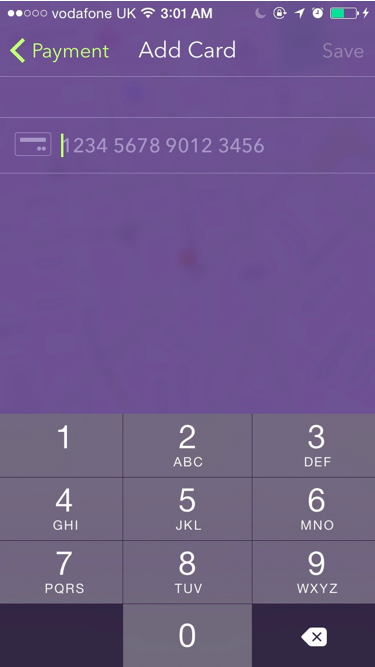 vodafone UK 3:01 AM
Payment Add Card Save
1234 5678 9012 3456
1 2 3
ABC DEF
4 5 6
GHI JKL MNO
7 8 9
PQRS TUV WXYZ
0